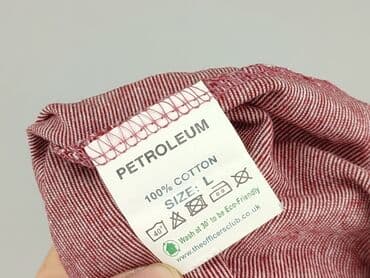 PETROLEUM
100% COTTON
SIZE: L
40°
Wash at 30° to be Eco-Friendly
www.theofficersclub.co.uk